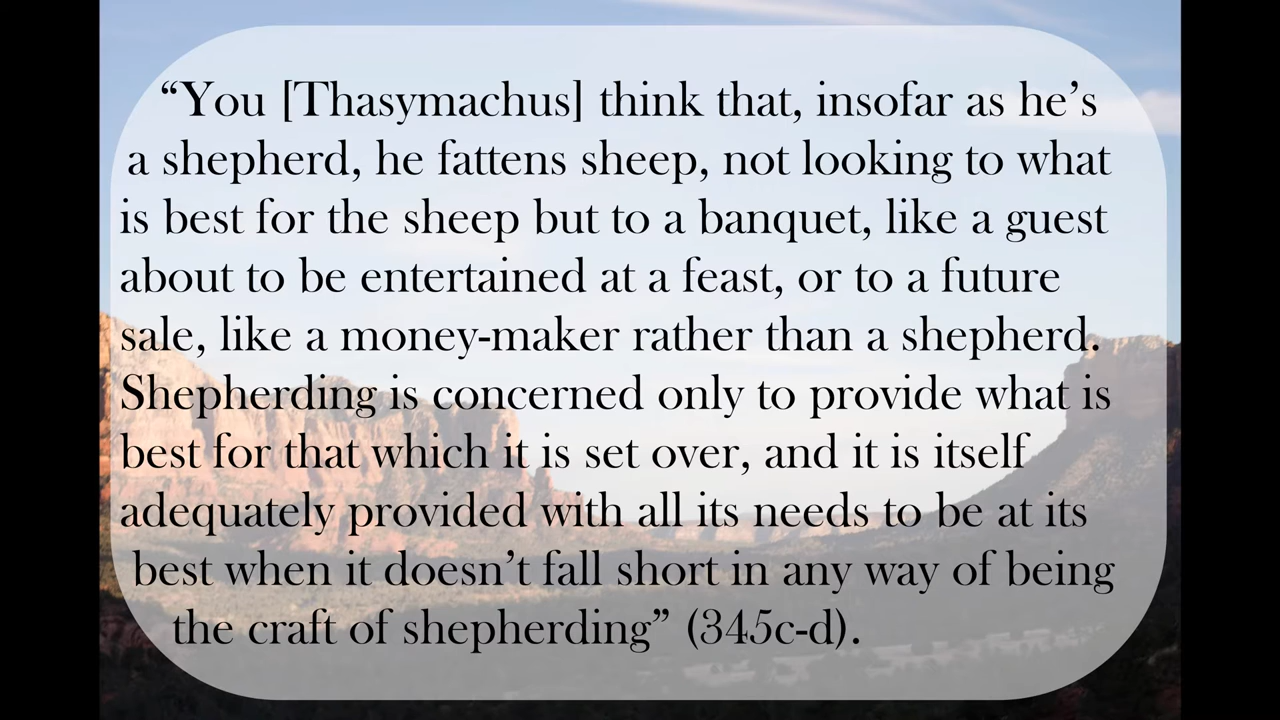 “You [Thasymachus] think that, insofar as he’s
a shepherd, he fattens sheep, not looking to what
is best for the sheep but to a banquet, like a guest
about to be entertained at a feast, or to a future
sale, like a money-maker rather than a shepherd.
Shepherding is concerned only to provide what is
best for that which it is set over, and it is itself
adequately provided with all its needs to be at its
best when it doesn’t fall short in any way of being
the craft of shepherding” (345c-d).